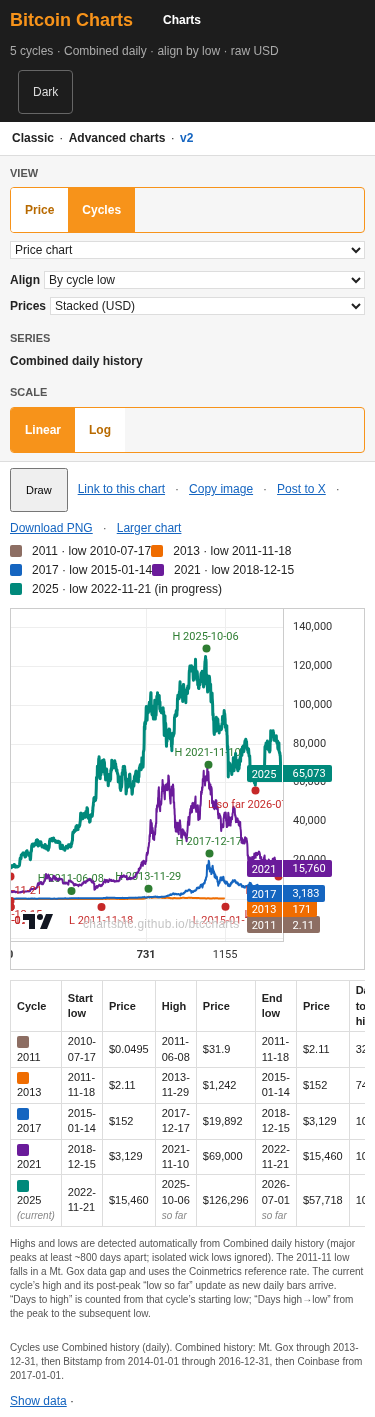 Bitcoin Charts Charts
5 cycles · Combined daily · align by low · raw USD
Dark
Classic · Advanced charts · v2
VIEW
Price Cycles
Price chart
Align By cycle low
Prices Stacked (USD)
SERIES
Combined daily history
SCALE
Linear Log
Draw Link to this chart · Copy image · Post to X ·
Download PNG · Larger chart
2011 · low 2010-07-17 2013 · low 2011-11-18
2017 · low 2015-01-14 2021 · low 2018-12-15
2025 · low 2022-11-21 (in progress)
140,000
H 2025-10-06
120,000
100,000
80,000
H 2021-11-10
2025 65,073
60,000
L so far 2026-07
40,000
H 2017-12-17
20,000
2021 15,760
H 2011-06-08 H 2013-11-29
2017 3,183
2013 171
L 2011-11-18 L 2015-01-
chartsbtc.github.io/btccharts
2011 2.11
731 1155
Cycle Start low Price High Price End low Price
2011 2010-07-17 $0.0495 2011-06-08 $31.9 2011-11-18 $2.11 32
2013 2011-11-18 $2.11 2013-11-29 $1,242 2015-01-14 $152 74
2017 2015-01-14 $152 2017-12-17 $19,892 2018-12-15 $3,129 10
2021 2018-12-15 $3,129 2021-11-10 $69,000 2022-11-21 $15,460 10
2025 (current) 2022-11-21 $15,460 2025-10-06 so far $126,296 2026-07-01 so far $57,718 10
Highs and lows are detected automatically from Combined daily history (major
peaks at least ~800 days apart; isolated wick lows ignored). The 2011-11 low
falls in a Mt. Gox data gap and uses the Coinmetrics reference rate. The current
cycle's high and its post-peak "low so far" update as new daily bars arrive.
"Days to high" is counted from that cycle's starting low; "Days high→low" from
the peak to the subsequent low.
Cycles use Combined history (daily). Combined history: Mt. Gox through 2013-
12-31, then Bitstamp from 2014-01-01 through 2016-12-31, then Coinbase from
2017-01-01.
Show data ·